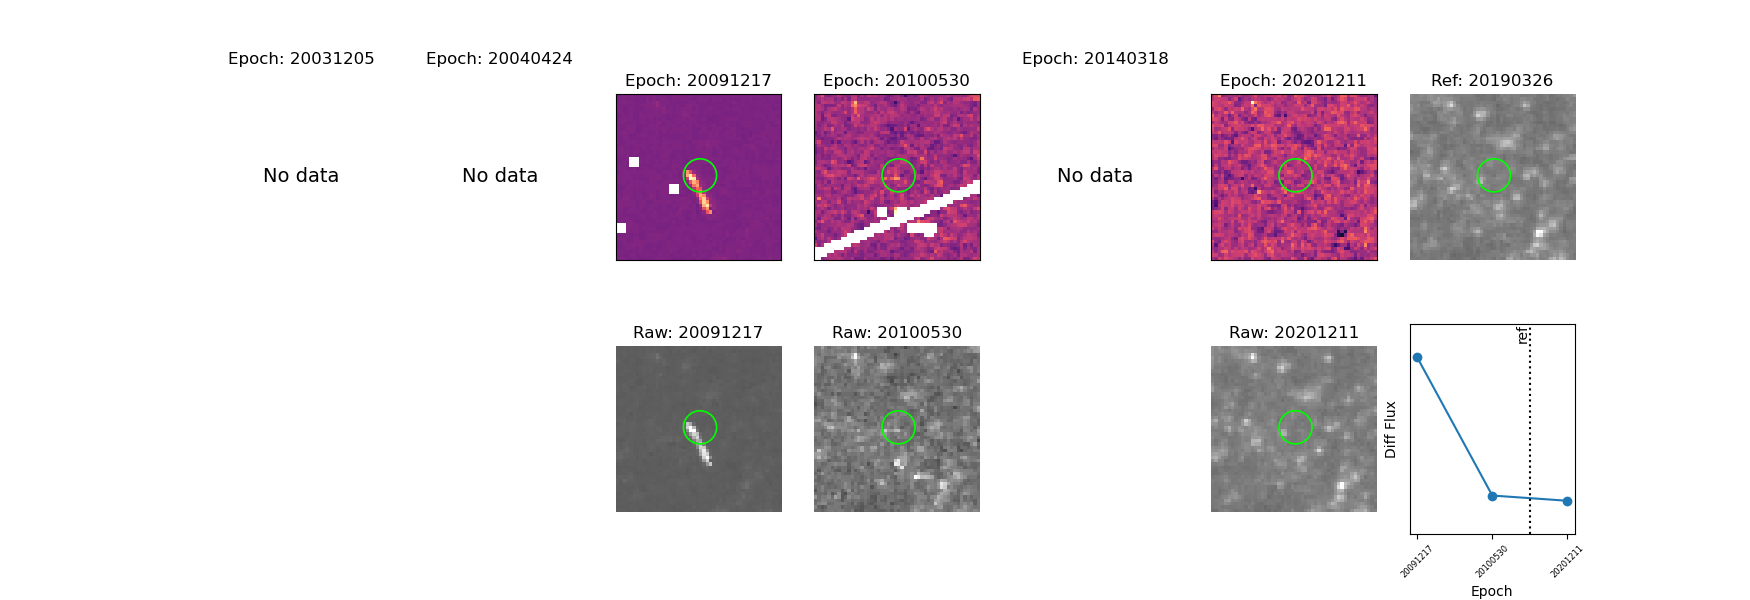 Epoch: 20031205
Epoch: 20040424
Epoch: 20140318
Epoch: 20091217
Epoch: 20100530
Epoch: 20201211
Ref: 20190326
No data
No data
No data
Raw: 20091217
Raw: 20100530
Raw: 20201211
ref
Diff Flux
20091217
20100530
20201211
Epoch